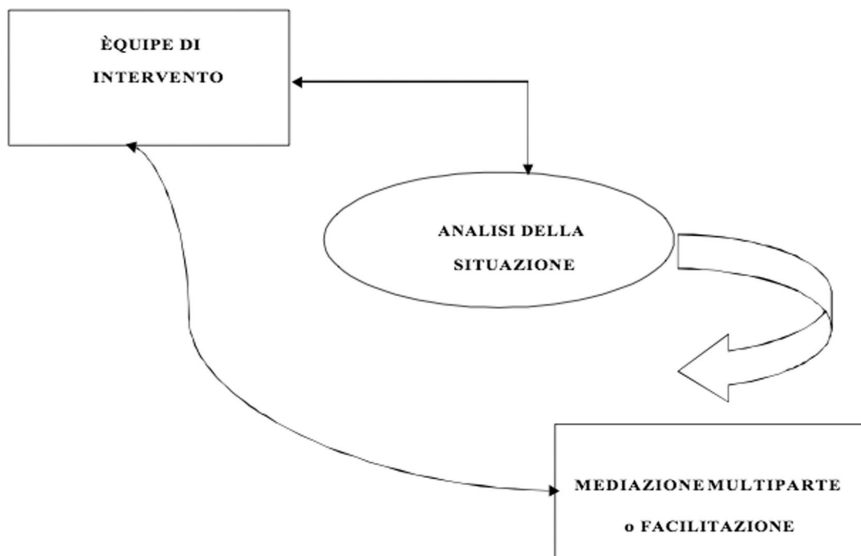 ÈQUIPE DI
INTERVENTO
ANALISI DELLA
SITUAZIONE
MEDIAZIONE MULTIPARTE
o FACILITAZIONE